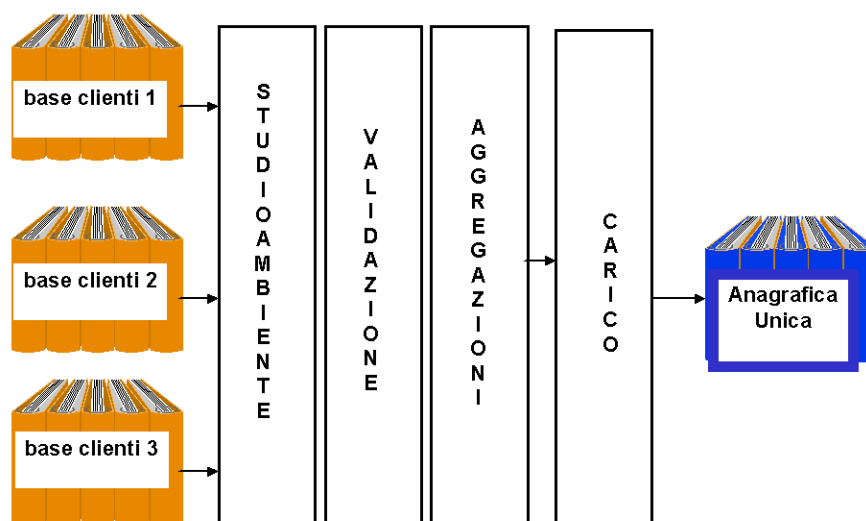 base clienti 1
base clienti 2
base clienti 3
STUDIOAMBIENTE
VALIDAZIONE
AGGREGAZIONI
CARICO
Anagrafica
Unica